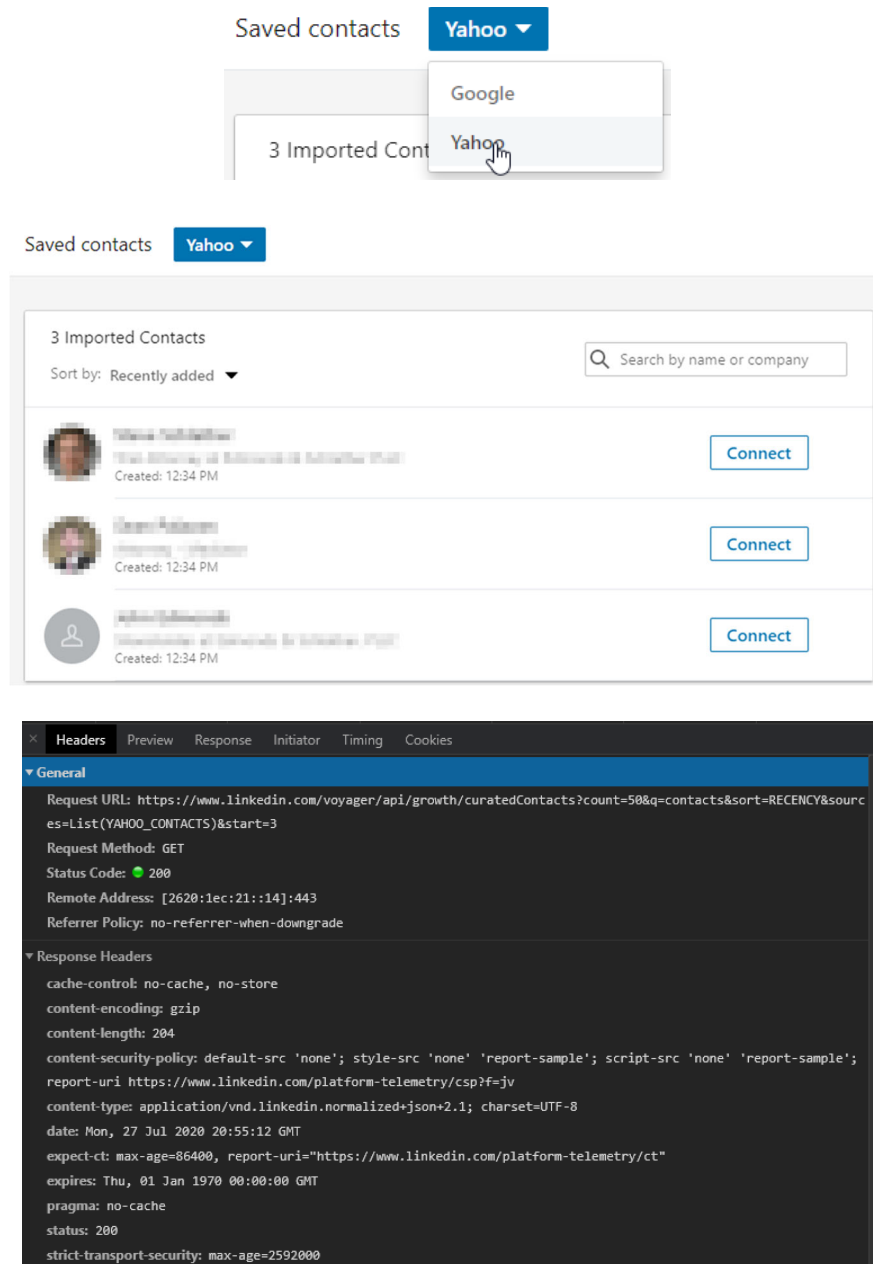 Saved contacts Yahoo
Google
3 Imported Cont Yahoo
Saved contacts Yahoo
3 Imported Contacts
Sort by: Recently added
Search by name or company
Connect
Created: 12:34 PM
Connect
Created: 12:34 PM
Connect
Created: 12:34 PM
× Headers Preview Response Initiator Timing Cookies
General
Request URL: https://www.linkedin.com/voyager/api/growth/curatedContacts?count=50&q=contacts&sort=RECENCY&sourc
es=List(YAHOO_CONTACTS)&start=3
Request Method: GET
Status Code: 200
Remote Address: [2620:1ec:21::14]:443
Referrer Policy: no-referrer-when-downgrade
Response Headers
cache-control: no-cache, no-store
content-encoding: gzip
content-length: 204
content-security-policy: default-src 'none'; style-src 'none' 'report-sample'; script-src 'none' 'report-sample';
report-uri https://www.linkedin.com/platform-telemetry/csp?f=jv
content-type: application/vnd.linkedin.normalized+json+2.1; charset=UTF-8
date: Mon, 27 Jul 2020 20:55:12 GMT
expect-ct: max-age=86400, report-uri="https://www.linkedin.com/platform-telemetry/ct"
expires: Thu, 01 Jan 1970 00:00:00 GMT
pragma: no-cache
status: 200
strict-transport-security: max-age=2592000